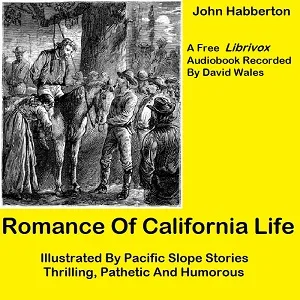 John Habberton
A Free Librivox
Audiobook Recorded
By David Wales
Romance Of California Life
Illustrated By Pacific Slope Stories
Thrilling, Pathetic And Humorous